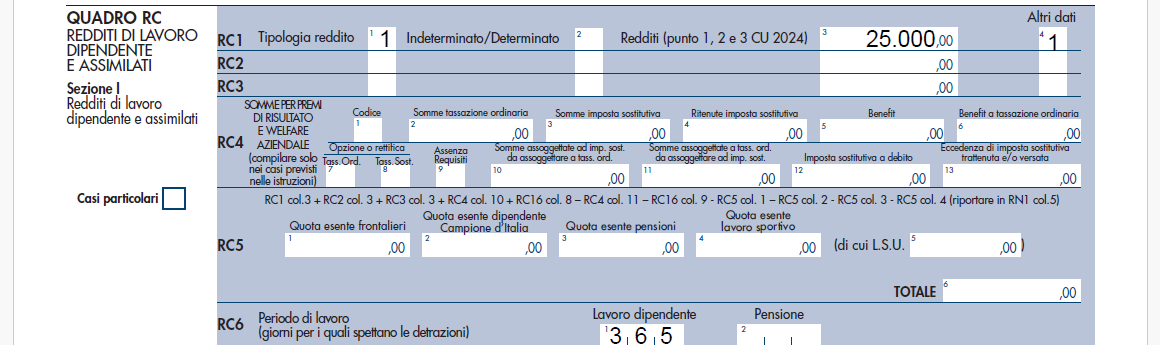 QUADRO RC
REDDITI DI LAVORO
DIPENDENTE
E ASSIMILATI
Sezione I
Redditi di lavoro
dipendente e assimilati
Casi particolari
Altri dati
RC1 Tipologia reddito 1 1 Indeterminato/Determinato 2 Redditi (punto 1, 2 e 3 CU 2024) 3 25.000,00 4 1
RC2 ,00
RC3 ,00
RC4
SOMME PER PREMI
DI RISULTATO
E WELFARE
AZIENDALE
(compilare solo
nei casi previsti
nelle istruzioni)
Codice Somme tassazione ordinaria Somme imposta sostitutiva Ritenute imposta sostitutiva Benefit Benefit a tassazione ordinaria
1 2 ,00 3 ,00 4 ,00 5 ,00 6 ,00
Opzione o rettifica
Tass. Ord. Tass. Sost.
Assenza
Requisiti
Somme assoggettate ad imp. sost.
da assoggettare a tass. ord.
Somme assoggettate a tass. ord.
da assoggettare ad imp. sost.
Imposta sostitutiva a debito
Eccedenza di imposta sostitutiva
trattenuta e/o versata
7 8 9 10 ,00 11 ,00 12 ,00 13 ,00
RC1 col.3 + RC2 col. 3 + RC3 col. 3 + RC4 col. 10 + RC16 col. 8 – RC4 col. 11 – RC16 col. 9 - RC5 col. 1 – RC5 col. 2 - RC5 col. 3 - RC5 col. 4 (riportare in RN1 col.5)
Quota esente frontalieri
Quota esente dipendente
Campione d'Italia
Quota esente pensioni
Quota esente
lavoro sportivo
RC5 1 ,00 2 ,00 3 ,00 4 ,00 (di cui L.S.U. 5 ,00 )
TOTALE 6 ,00
RC6 Periodo di lavoro
(giorni per i quali spettano le detrazioni)
Lavoro dipendente Pensione
1 3 6 5 2